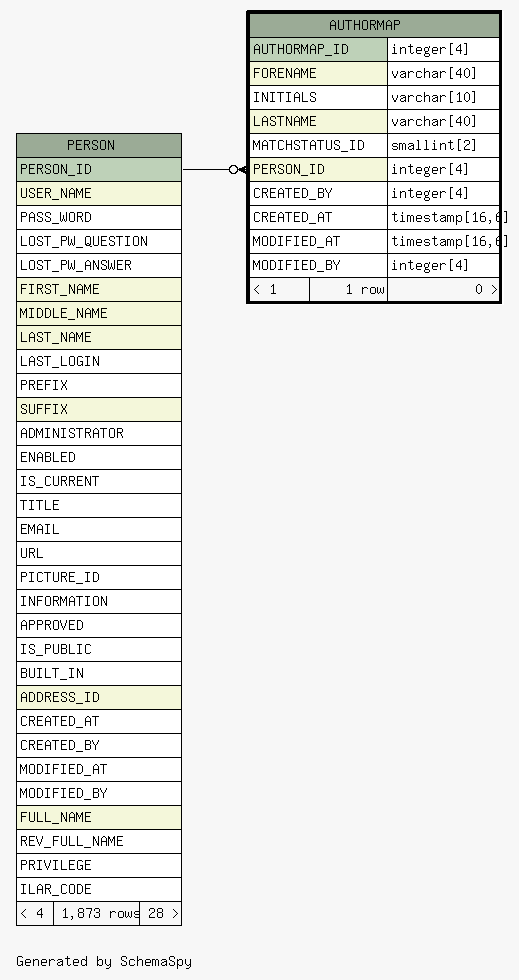 AUTHORMAP
AUTHORMAP_ID integer[4]
FORENAME varchar[40]
INITIALS varchar[10]
LASTNAME varchar[40]
MATCHSTATUS_ID smallint[2]
PERSON_ID integer[4]
CREATED_BY integer[4]
CREATED_AT timestamp[16,6]
MODIFIED_AT timestamp[16,6]
MODIFIED_BY integer[4]
< 1 1 row 0 >
PERSON
PERSON_ID
USER_NAME
PASS_WORD
LOST_PW_QUESTION
LOST_PW_ANSWER
FIRST_NAME
MIDDLE_NAME
LAST_NAME
LAST_LOGIN
PREFIX
SUFFIX
ADMINISTRATOR
ENABLED
IS_CURRENT
TITLE
EMAIL
URL
PICTURE_ID
INFORMATION
APPROVED
IS_PUBLIC
BUILT_IN
ADDRESS_ID
CREATED_AT
CREATED_BY
MODIFIED_AT
MODIFIED_BY
FULL_NAME
REV_FULL_NAME
PRIVILEGE
ILAR_CODE
< 4 1,873 rows 28 >
Generated by SchemaSpy